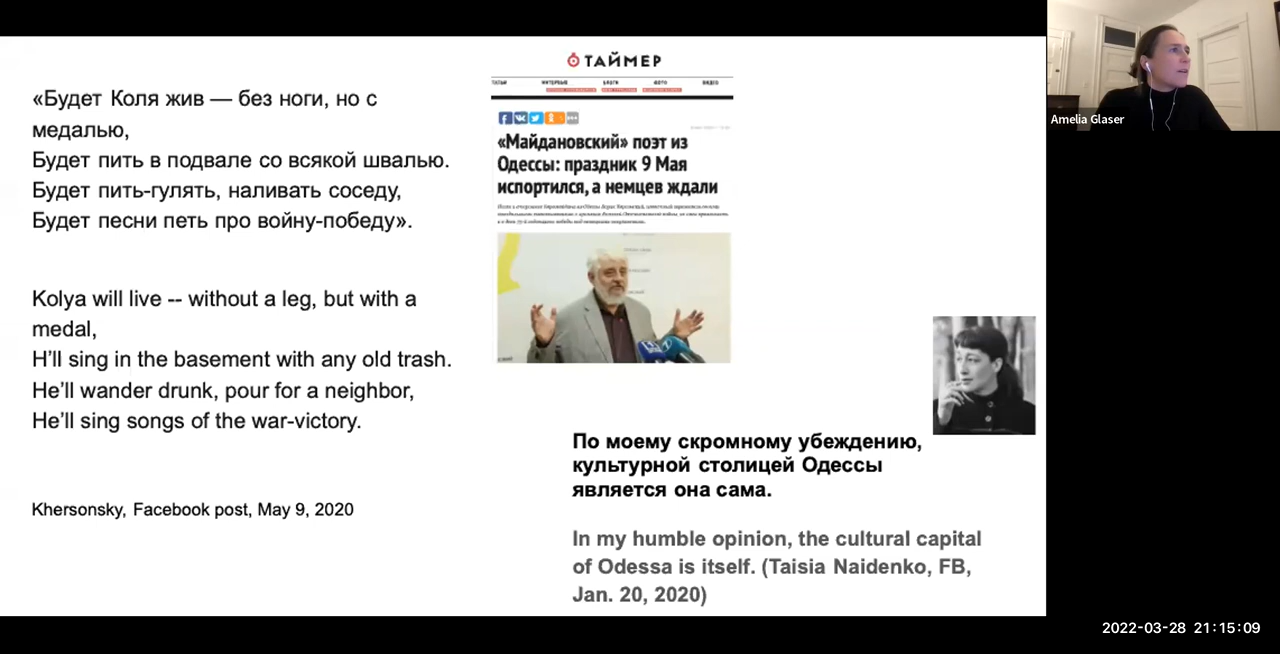 «Будет Коля жив — без ноги, но с
медалью,
Будет пить в подвале со всякой швалью.
Будет пить-гулять, наливать соседу,
Будет песни петь про войну-победу».
Kolya will live -- without a leg, but with a
medal,
H’ll sing in the basement with any old trash.
He’ll wander drunk, pour for a neighbor,
He’ll sing songs of the war-victory.
Khersonsky, Facebook post, May 9, 2020
ТАЙМЕР
ИНТЕРВЬЮ БЛОГИ ФОТО ВИДЕО
«Майдановский» поэт из
Одессы: праздник 9 Мая
испортился, а немцев ждали
По моему скромному убеждению,
культурной столицей Одессы
является она сама.
In my humble opinion, the cultural capital
of Odessa is itself. (Taisia Naidenko, FB,
Jan. 20, 2020)
Amelia Glaser
2022-03-28 21:15:09